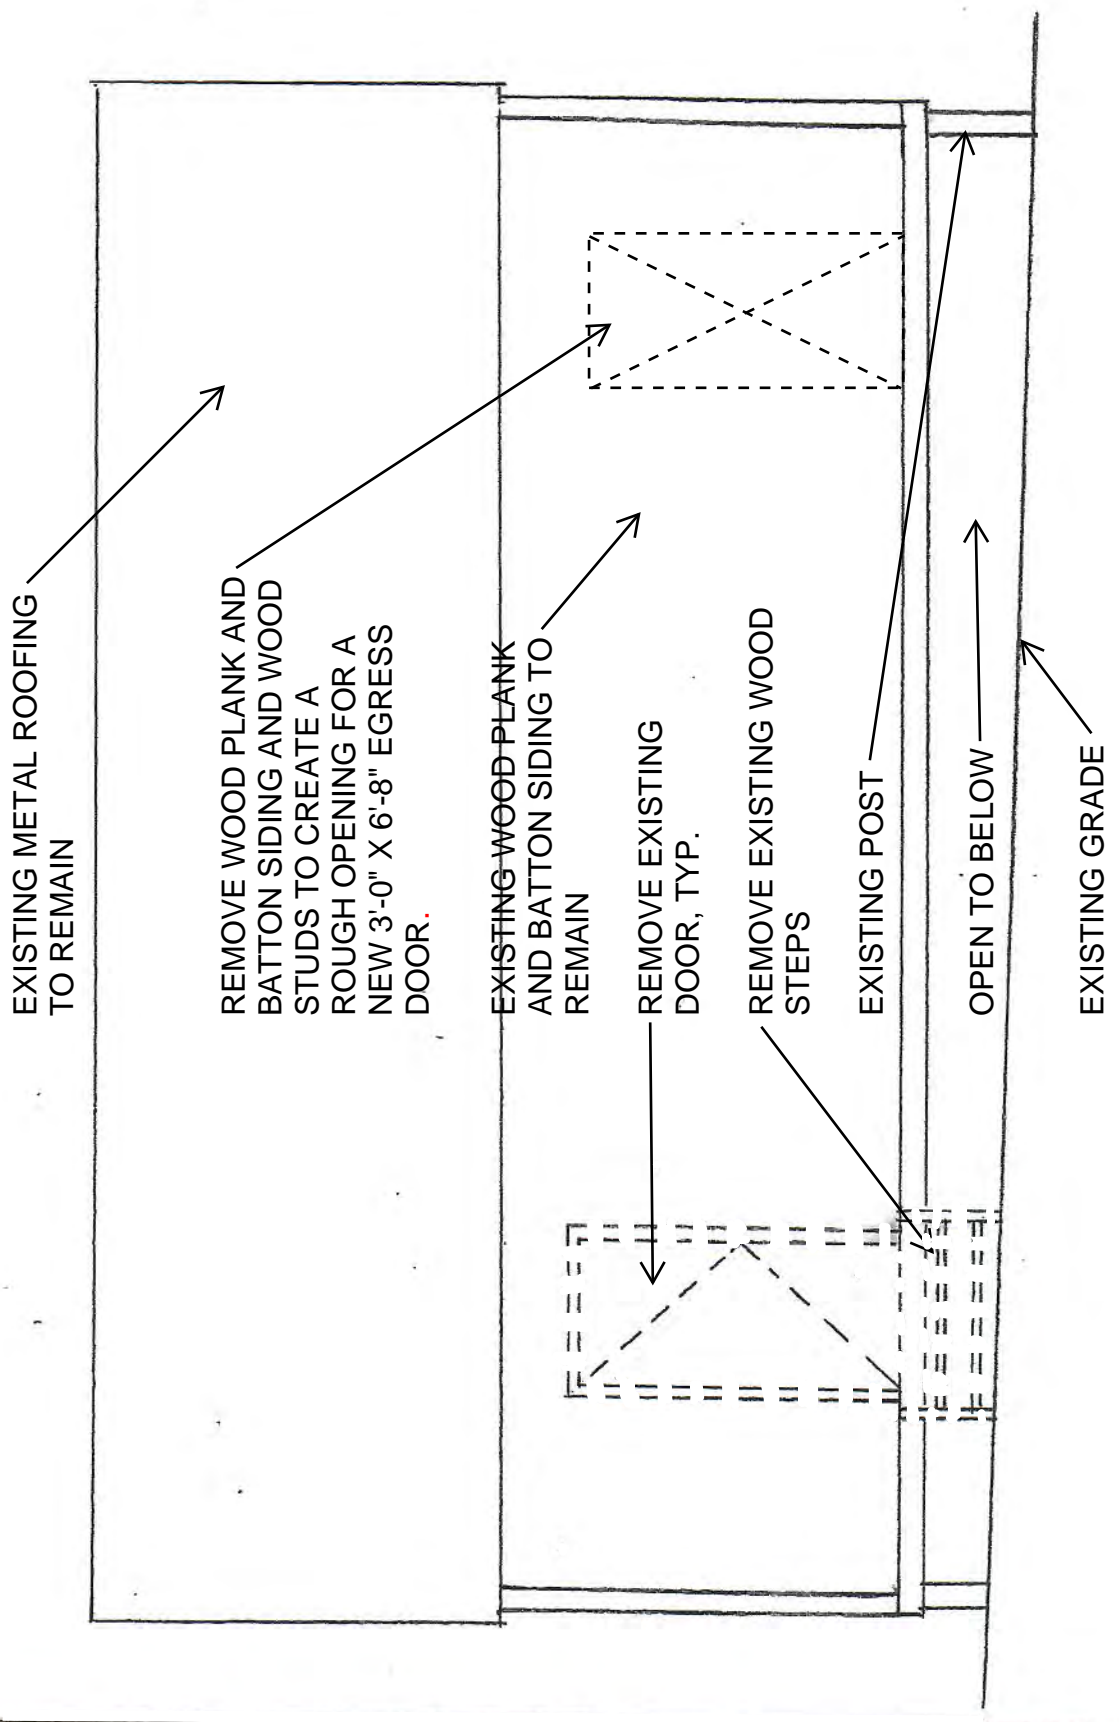 EXISTING METAL ROOFING
TO REMAIN
REMOVE WOOD PLANK AND
BATTON SIDING AND WOOD
STUDS TO CREATE A
ROUGH OPENING FOR A
NEW 3'-0" X 6'-8" EGRESS
DOOR.
EXISTING WOOD PLANK
AND BATTON SIDING TO
REMAIN
REMOVE EXISTING
DOOR, TYP.
REMOVE EXISTING WOOD
STEPS
EXISTING POST
OPEN TO BELOW
EXISTING GRADE